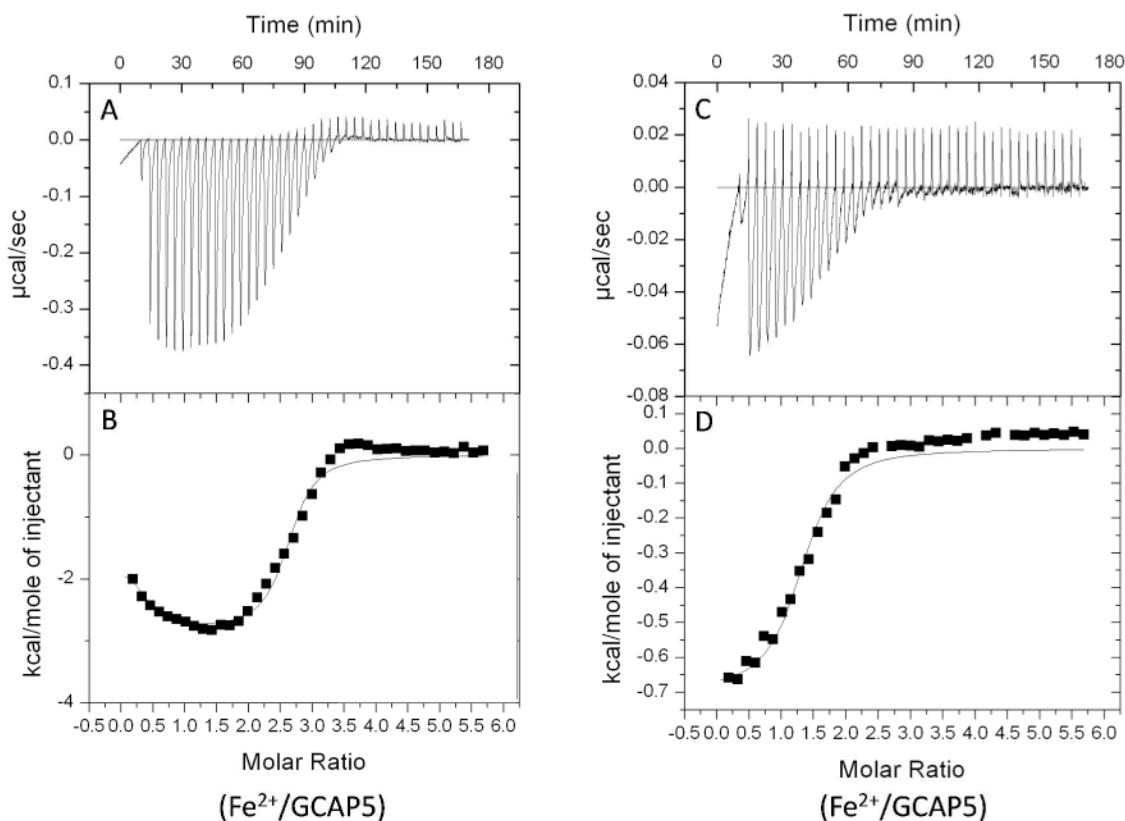 Time (min)
0 30 60 90 120 150 180
0.1
A
0.0
-0.1
-0.2
-0.3
-0.4
µcal/sec
B
0
-2
-4
kcal/mole of injectant
-0.5 0.0 0.5 1.0 1.5 2.0 2.5 3.0 3.5 4.0 4.5 5.0 5.5 6.0
Molar Ratio
(Fe²⁺/GCAP5)
Time (min)
0 30 60 90 120 150 180
0.04
C
0.02
0.00
-0.02
-0.04
-0.06
-0.08
µcal/sec
0.1
D
0.0
-0.1
-0.2
-0.3
-0.4
-0.5
-0.6
-0.7
kcal/mole of injectant
-0.5 0.0 0.5 1.0 1.5 2.0 2.5 3.0 3.5 4.0 4.5 5.0 5.5 6.0
Molar Ratio
(Fe²⁺/GCAP5)